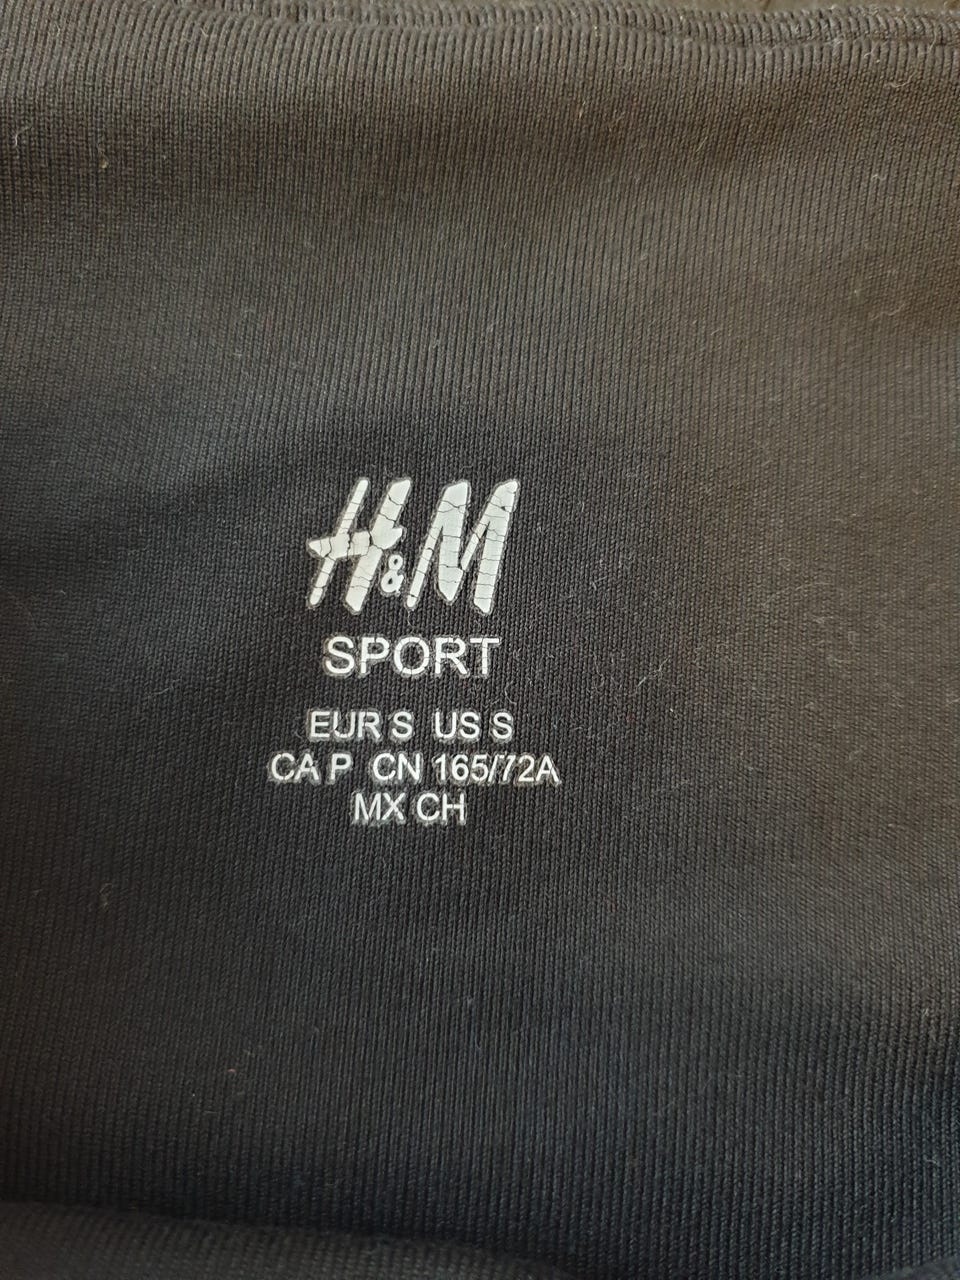 H&M
SPORT
EUR S US S
CA P CN 165/72A
MX CH